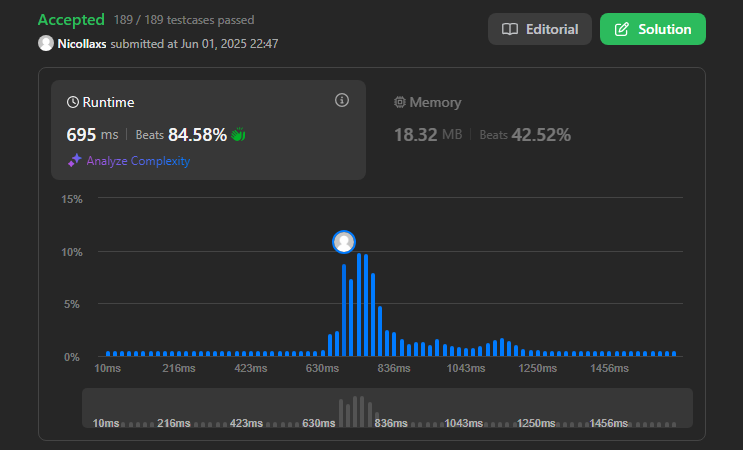 Accepted 189 / 189 testcases passed
Nicollaxs submitted at Jun 01, 2025 22:47
Editorial
Solution
Runtime
695 ms | Beats 84.58%
Analyze Complexity
Memory
18.32 MB | Beats 42.52%
15%
10%
5%
0%
10ms 216ms 423ms 630ms 836ms 1043ms 1250ms 1456ms
10ms 216ms 423ms 630ms 836ms 1043ms 1250ms 1456ms